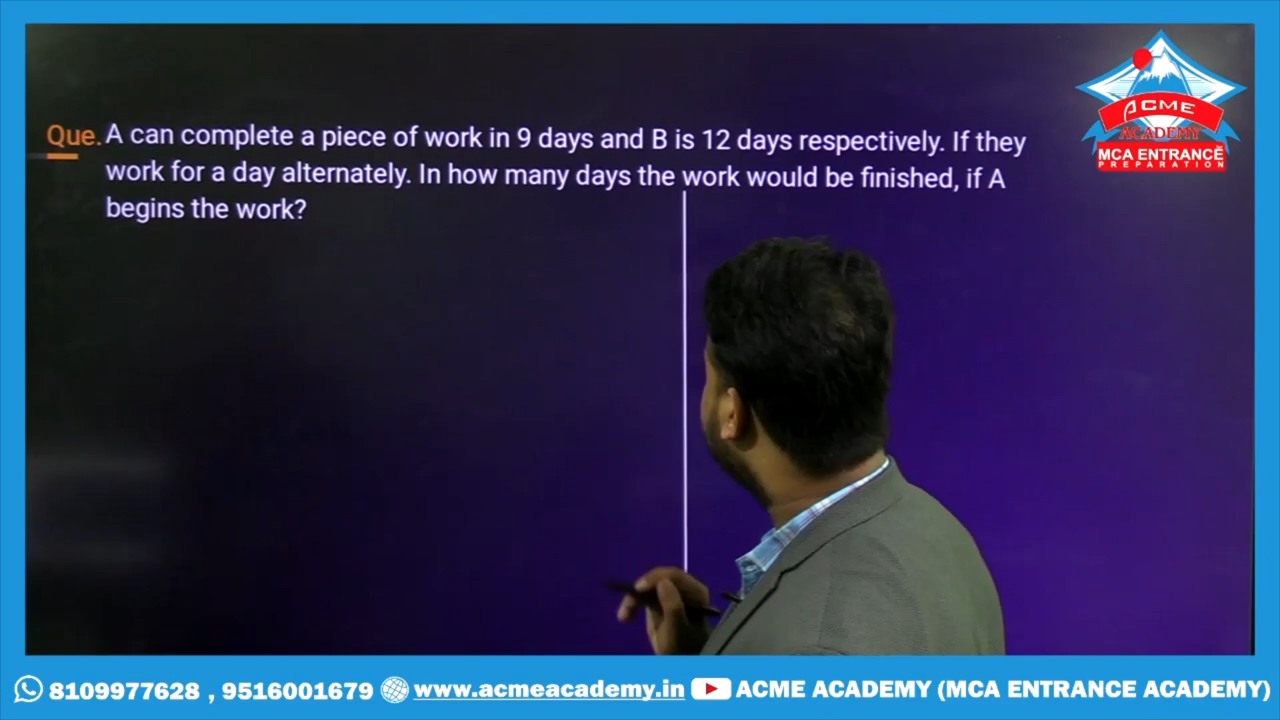 Que. A can complete a piece of work in 9 days and B is 12 days respectively. If they
work for a day alternately. In how many days the work would be finished, if A
begins the work?
ACME
ACADEMY
MCA ENTRANCE
PREPARATION
8109977628 , 9516001679 www.acmeacademy.in ACME ACADEMY (MCA ENTRANCE ACADEMY)